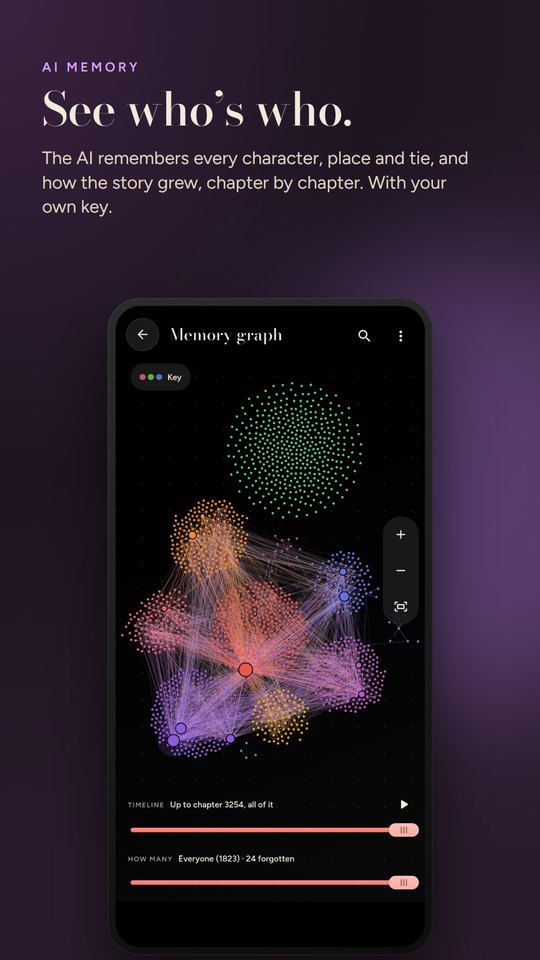 AI MEMORY
See who’s who.
The AI remembers every character, place and tie, and
how the story grew, chapter by chapter. With your
own key.
Memory graph
Key
TIMELINE Up to chapter 3254, all of it
HOW MANY Everyone (1823) · 24 forgotten